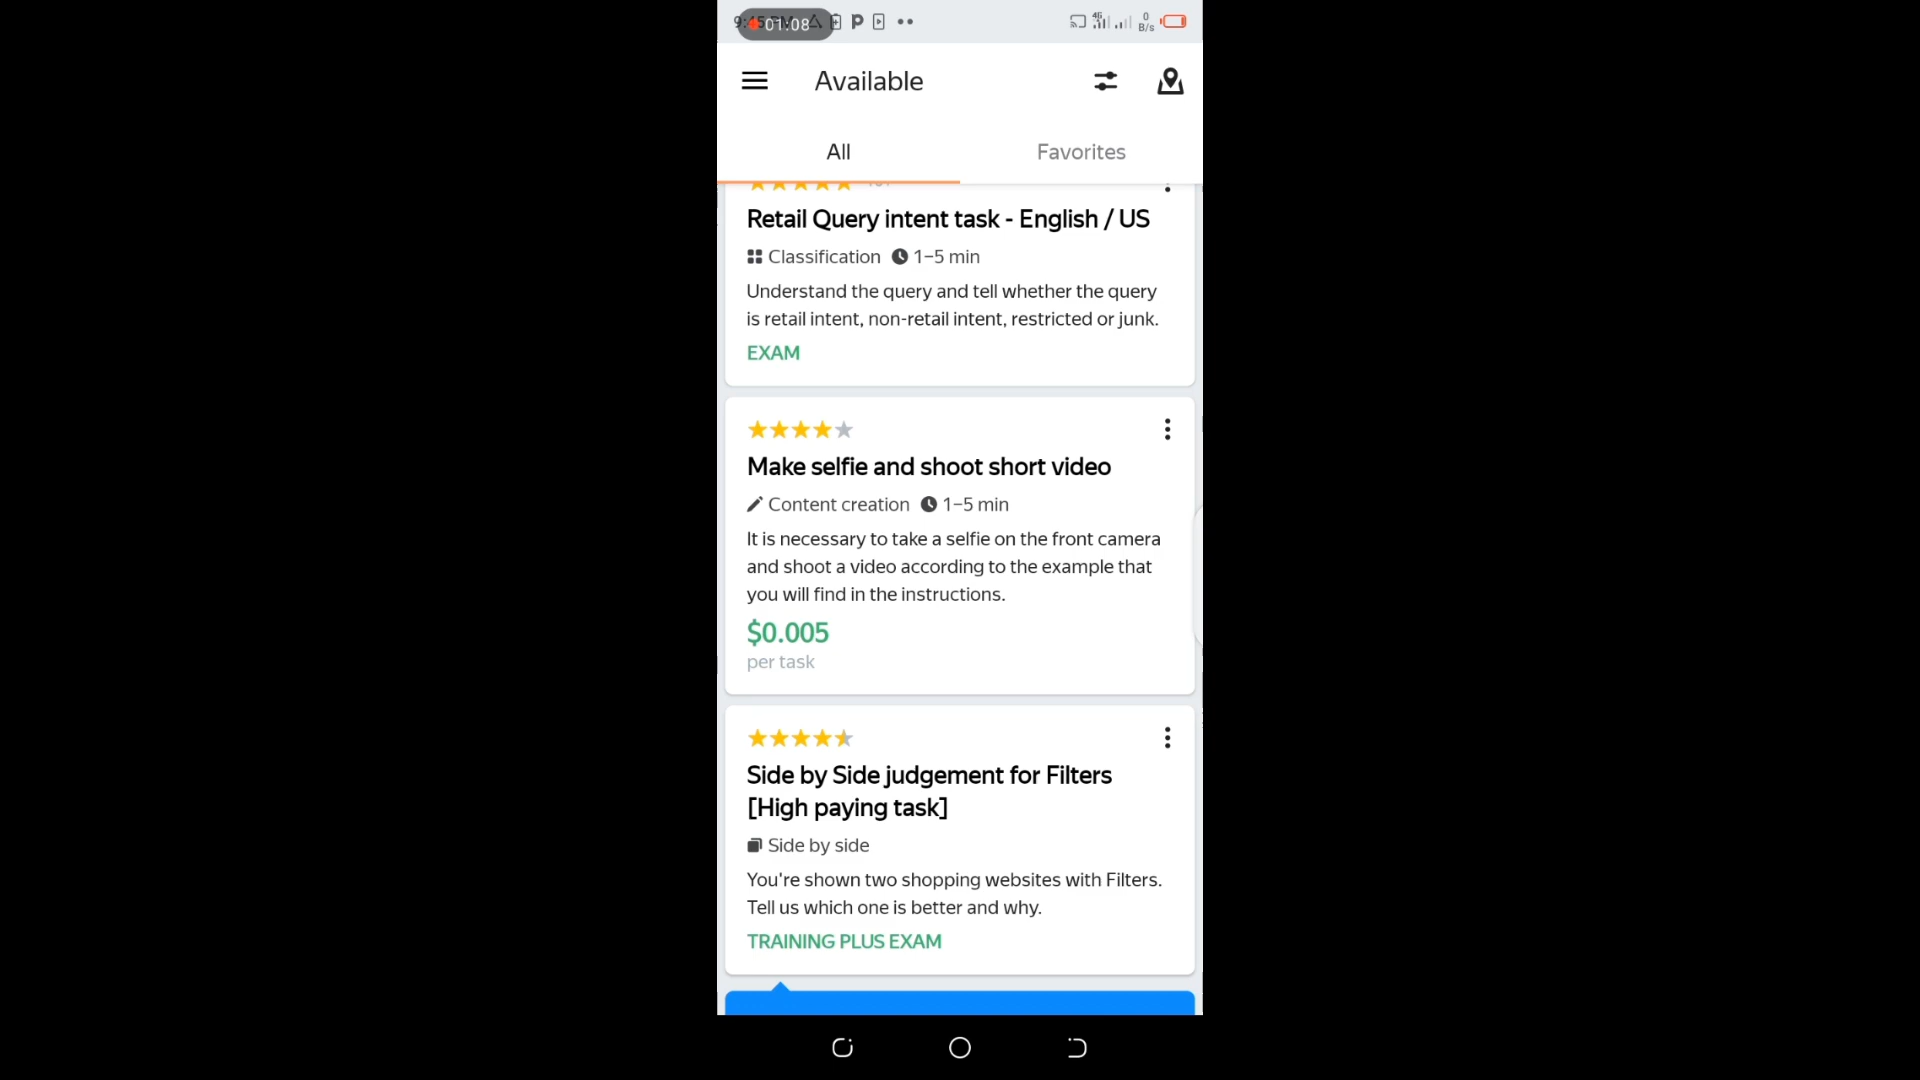 01:08
4G
0
B/s
Available
All
Favorites
Retail Query intent task - English / US
Classification 1–5 min
Understand the query and tell whether the query
is retail intent, non-retail intent, restricted or junk.
EXAM
Make selfie and shoot short video
Content creation 1–5 min
It is necessary to take a selfie on the front camera
and shoot a video according to the example that
you will find in the instructions.
$0.005
per task
Side by Side judgement for Filters
[High paying task]
Side by side
You're shown two shopping websites with Filters.
Tell us which one is better and why.
TRAINING PLUS EXAM